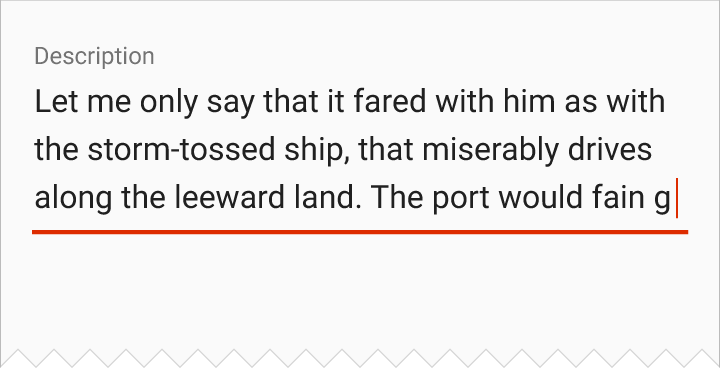 Description
Let me only say that it fared with him as with
the storm-tossed ship, that miserably drives
along the leeward land. The port would fain g